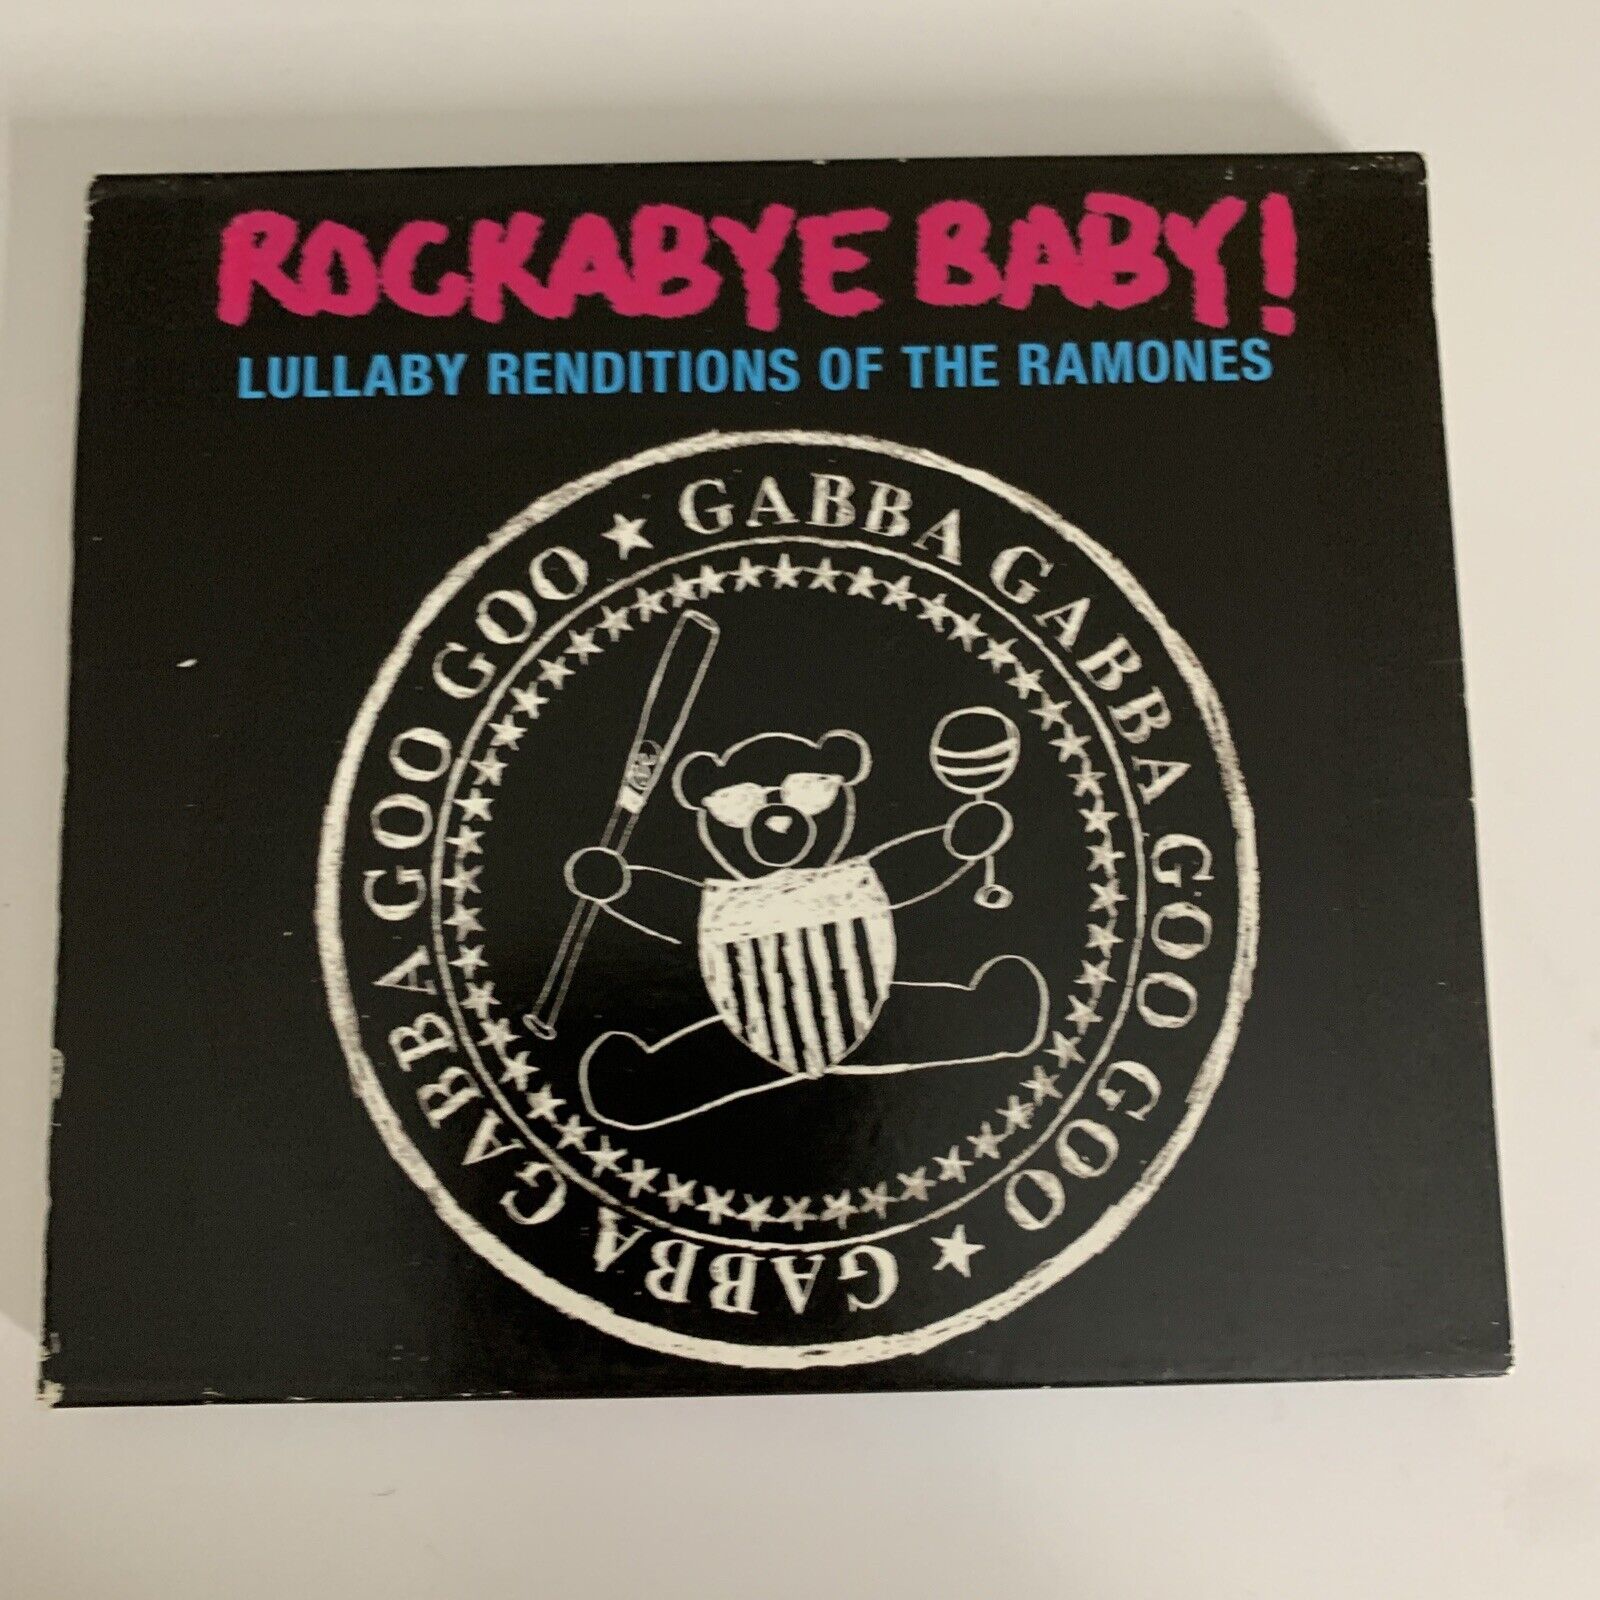 ROCKABYE BABY!
LULLABY RENDITIONS OF THE RAMONES
GABBA GABBA GOO GOO ★ GABBA GABBA GOO GOO ★